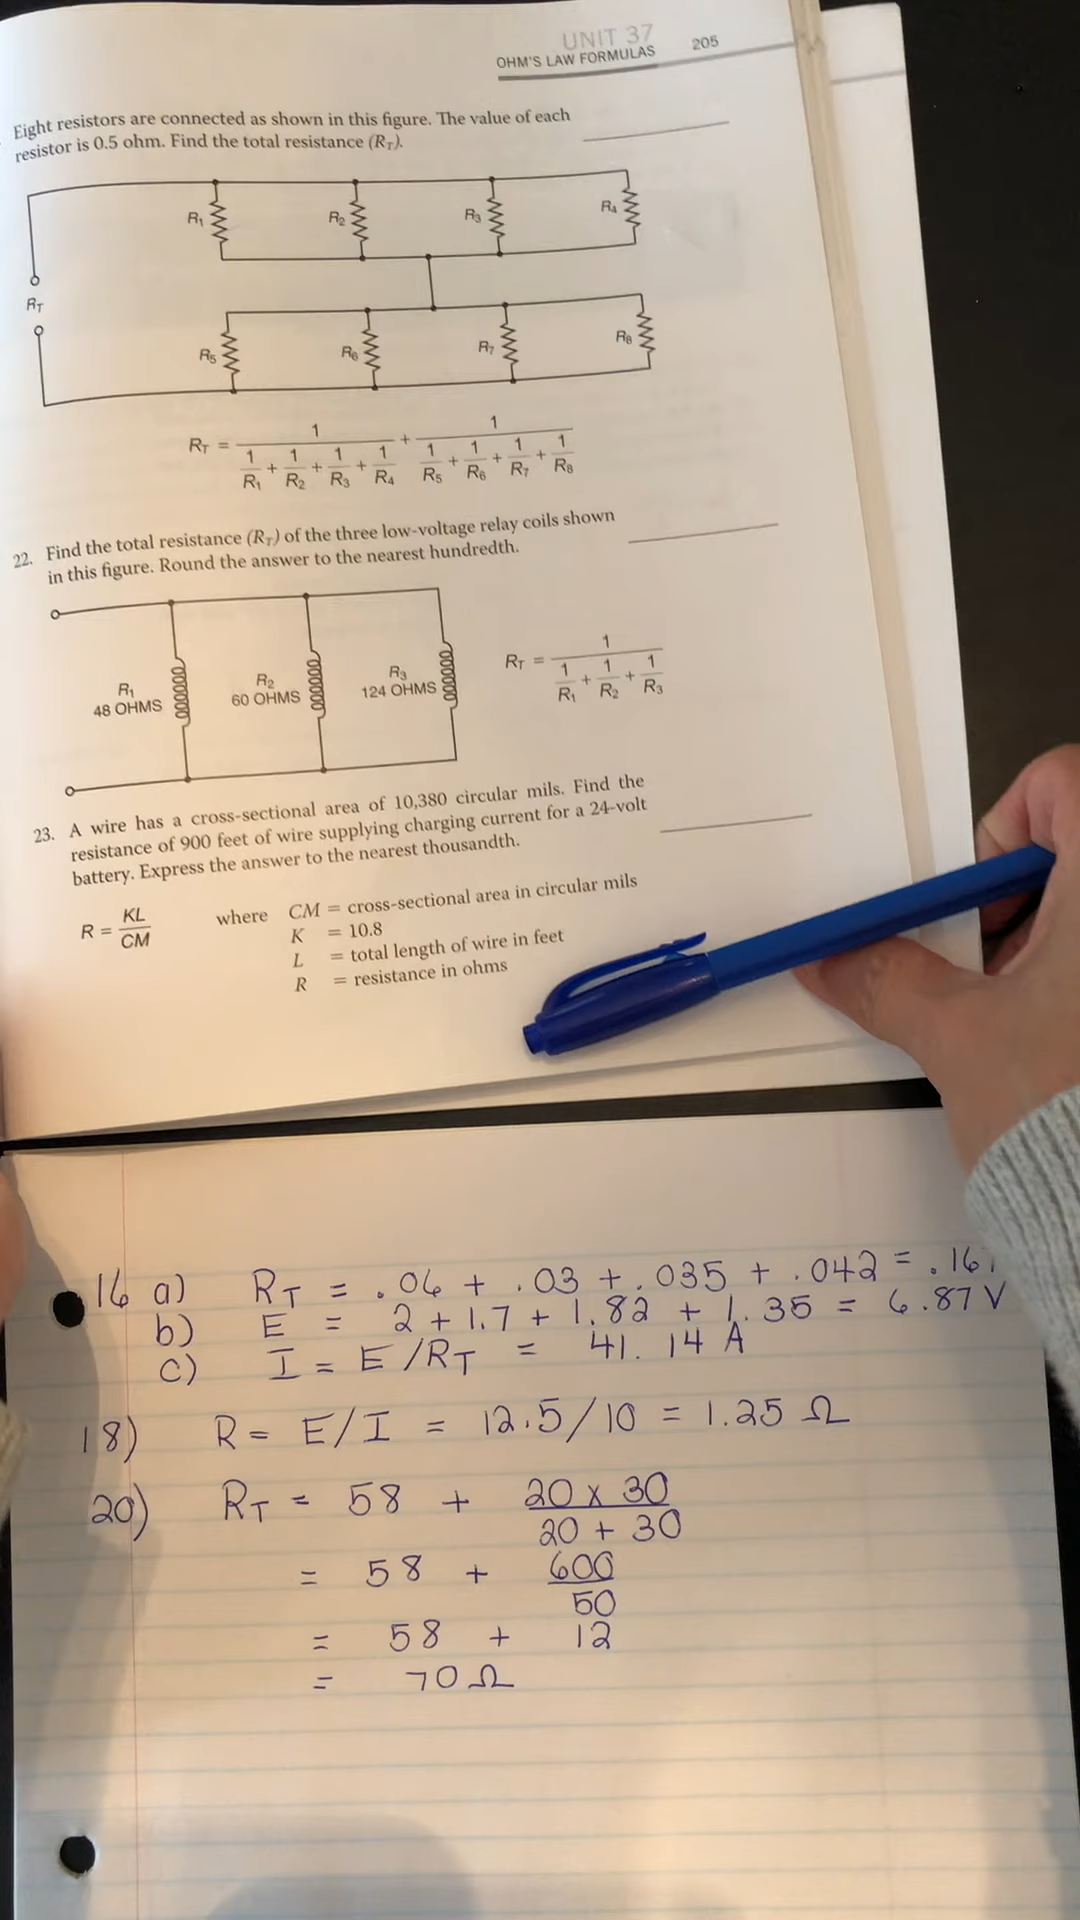 UNIT 37
OHM'S LAW FORMULAS 205
Eight resistors are connected as shown in this figure. The value of each
resistor is 0.5 ohm. Find the total resistance (R_T).
R₁ R₂ R₃ R₄
R_T
R₅ R₆ R₇ R₈
R_T = 1/(1/R₁ + 1/R₂ + 1/R₃ + 1/R₄) + 1/(1/R₅ + 1/R₆ + 1/R₇ + 1/R₈)
22. Find the total resistance (R_T) of the three low-voltage relay coils shown
in this figure. Round the answer to the nearest hundredth.
R₁
48 OHMS
R₂
60 OHMS
R₃
124 OHMS
R_T = 1/(1/R₁ + 1/R₂ + 1/R₃)
23. A wire has a cross-sectional area of 10,380 circular mils. Find the
resistance of 900 feet of wire supplying charging current for a 24-volt
battery. Express the answer to the nearest thousandth.
R = KL/CM
where CM = cross-sectional area in circular mils
K = 10.8
L = total length of wire in feet
R = resistance in ohms
16 a) R_T = .06 + .03 + .035 + .042 = .16
b) E = 2 + 1.7 + 1.82 + 1.35 = 6.87 V
c) I = E/R_T = 41.14 A
18) R = E/I = 12.5/10 = 1.25 Ω
20) R_T = 58 + 20 x 30
20 + 30
= 58 + 600
50
= 58 + 12
= 70 Ω